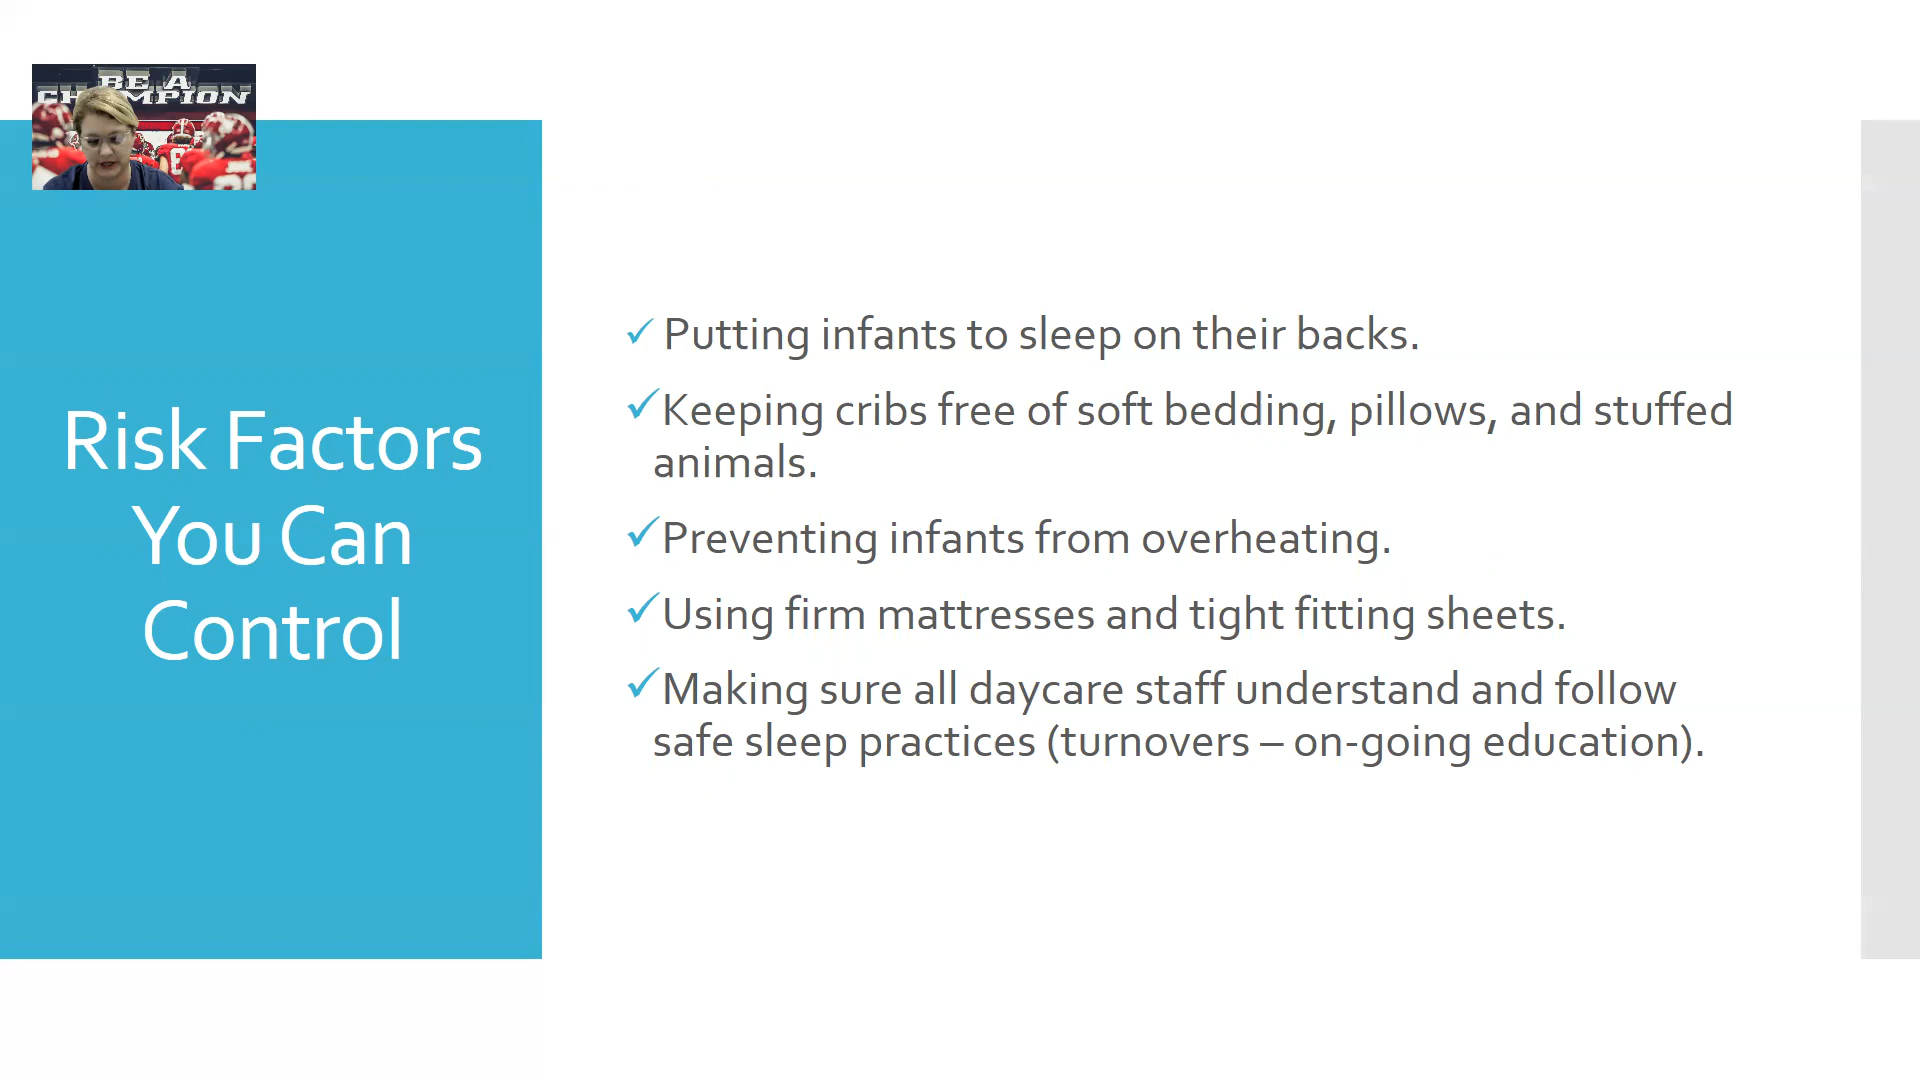 BE A
CHAMPION
Risk Factors
You Can
Control
✓ Putting infants to sleep on their backs.
✓Keeping cribs free of soft bedding, pillows, and stuffed
animals.
✓Preventing infants from overheating.
✓Using firm mattresses and tight fitting sheets.
✓Making sure all daycare staff understand and follow
safe sleep practices (turnovers – on-going education).